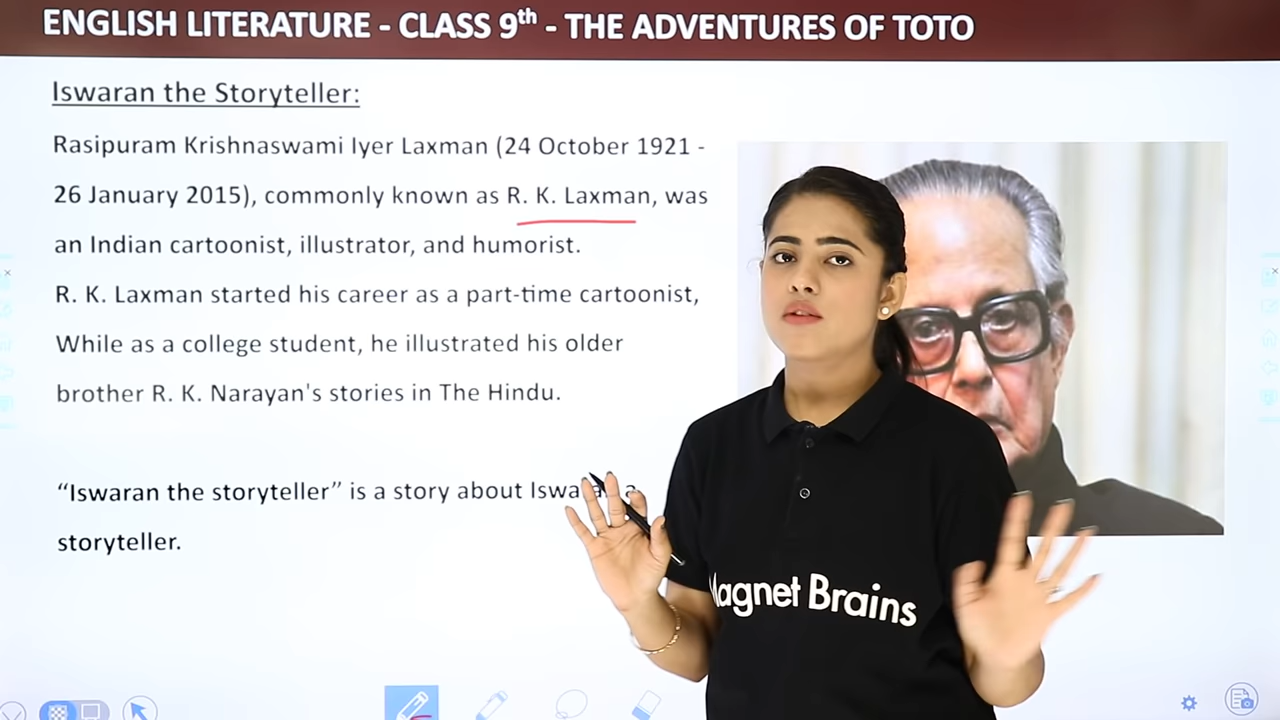 ENGLISH LITERATURE - CLASS 9th - THE ADVENTURES OF TOTO
Iswaran the Storyteller:
Rasipuram Krishnaswami Iyer Laxman (24 October 1921 -
26 January 2015), commonly known as R. K. Laxman, was
an Indian cartoonist, illustrator, and humorist.
R. K. Laxman started his career as a part-time cartoonist,
While as a college student, he illustrated his older
brother R. K. Narayan's stories in The Hindu.
“Iswaran the storyteller” is a story about
storyteller.
Brains